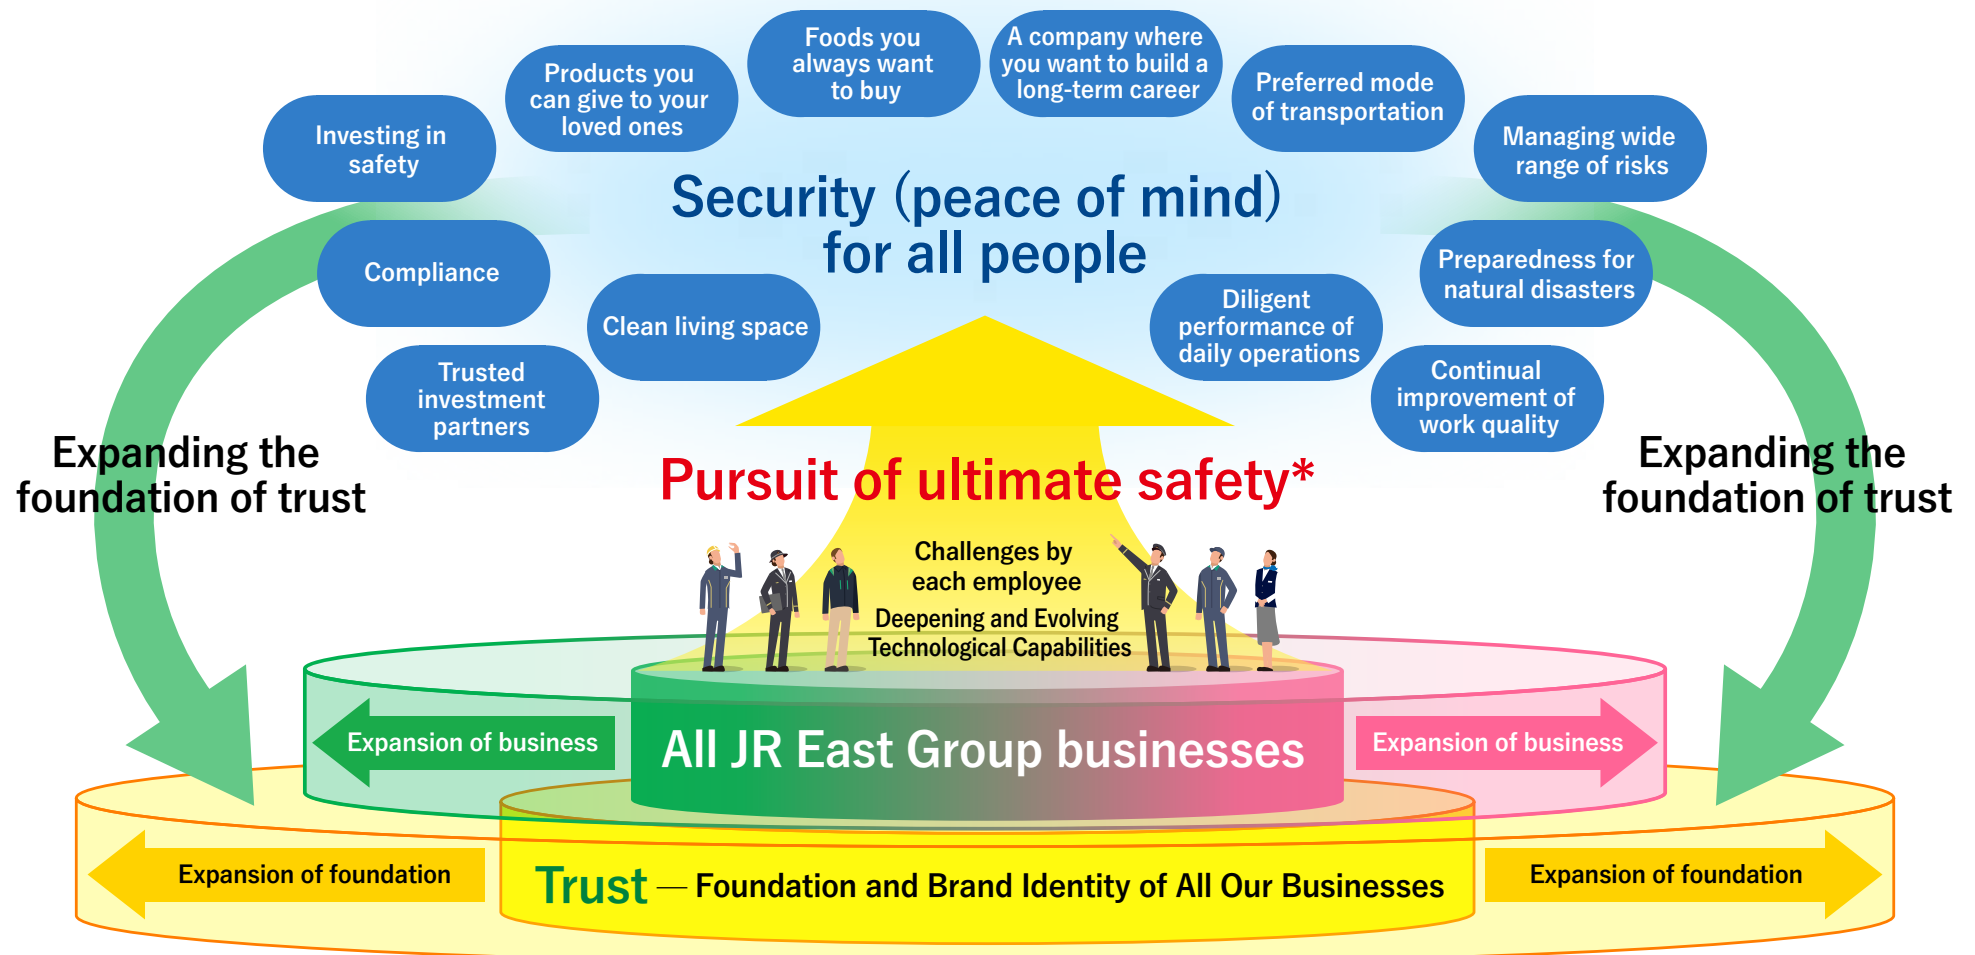 Foods you
always want
to buy
A company where
you want to build a
long-term career
Products you
can give to your
loved ones
Preferred mode
of transportation
Investing in
safety
Managing wide
range of risks
Security (peace of mind)
for all people
Compliance
Preparedness for
natural disasters
Clean living space
Diligent
performance of
daily operations
Trusted
investment
partners
Continual
improvement of
work quality
Expanding the
foundation of trust
Pursuit of ultimate safety*
Expanding the
foundation of trust
Challenges by
each employee
Deepening and Evolving
Technological Capabilities
Expansion of business
All JR East Group businesses
Expansion of business
Expansion of foundation
Trust — Foundation and Brand Identity of All Our Businesses
Expansion of foundation